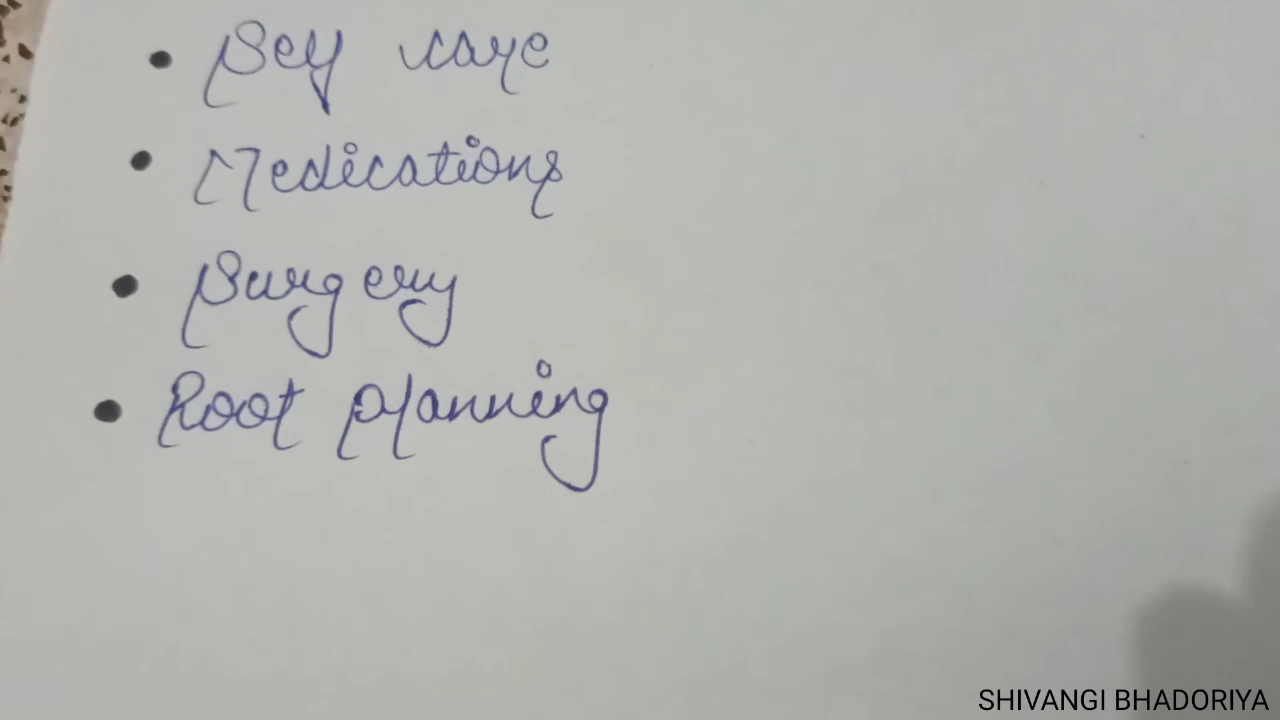 • Self care
• Medications
• Surgery
• Root planning
SHIVANGI BHADORIYA